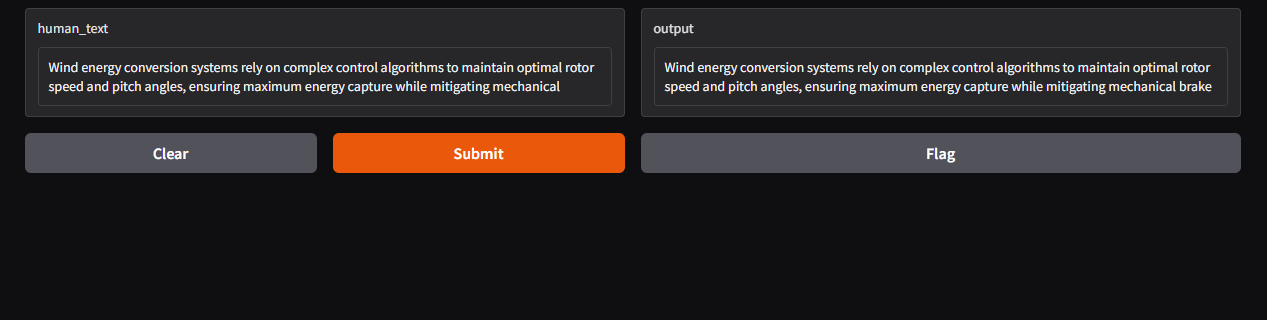 human_text
Wind energy conversion systems rely on complex control algorithms to maintain optimal rotor
speed and pitch angles, ensuring maximum energy capture while mitigating mechanical
output
Wind energy conversion systems rely on complex control algorithms to maintain optimal rotor
speed and pitch angles, ensuring maximum energy capture while mitigating mechanical brake
Clear
Submit
Flag